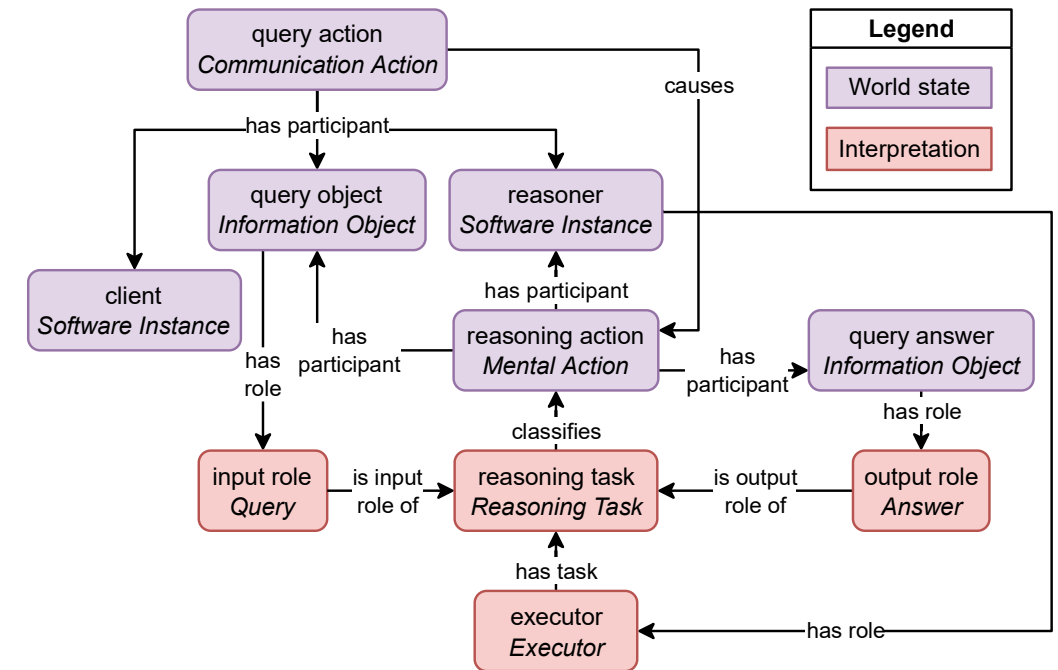 query action
Communication Action
Legend
World state
Interpretation
causes
has participant
query object
Information Object
reasoner
Software Instance
client
Software Instance
has participant
reasoning action
Mental Action
has
participant
has
role
has
participant
query answer
Information Object
has role
classifies
input role
Query
is input
role of
reasoning task
Reasoning Task
is output
role of
output role
Answer
has task
executor
Executor
has role